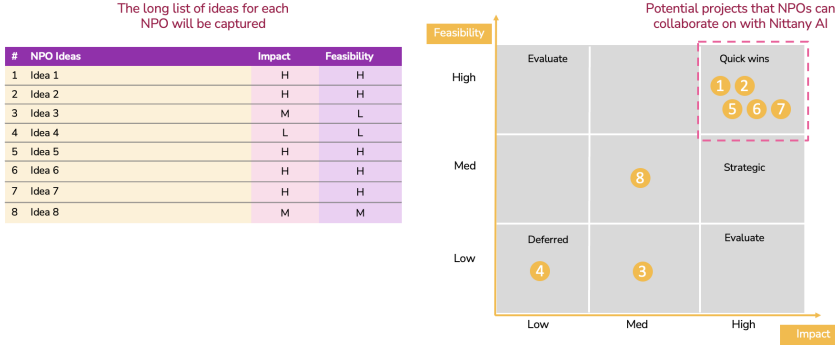 The long list of ideas for each
NPO will be captured
# NPO Ideas Impact Feasibility
1 Idea 1 H H
2 Idea 2 H H
3 Idea 3 M L
4 Idea 4 L L
5 Idea 5 H H
6 Idea 6 H H
7 Idea 7 H H
8 Idea 8 M M
Potential projects that NPOs can
collaborate on with Nittany AI
Feasibility
Evaluate
Quick wins
High
1 2
5 6 7
Med
Strategic
8
Deferred
Evaluate
Low
4
3
Low Med High
Impact